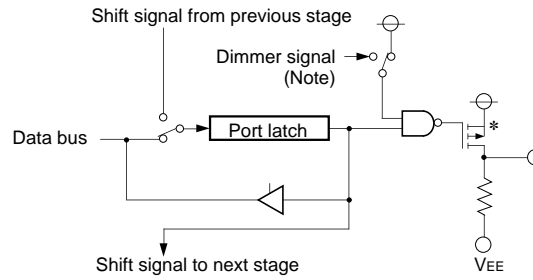 Shift signal from previous stage
Dimmer signal
(Note)
Data bus
Port latch
*
Shift signal to next stage
VEE